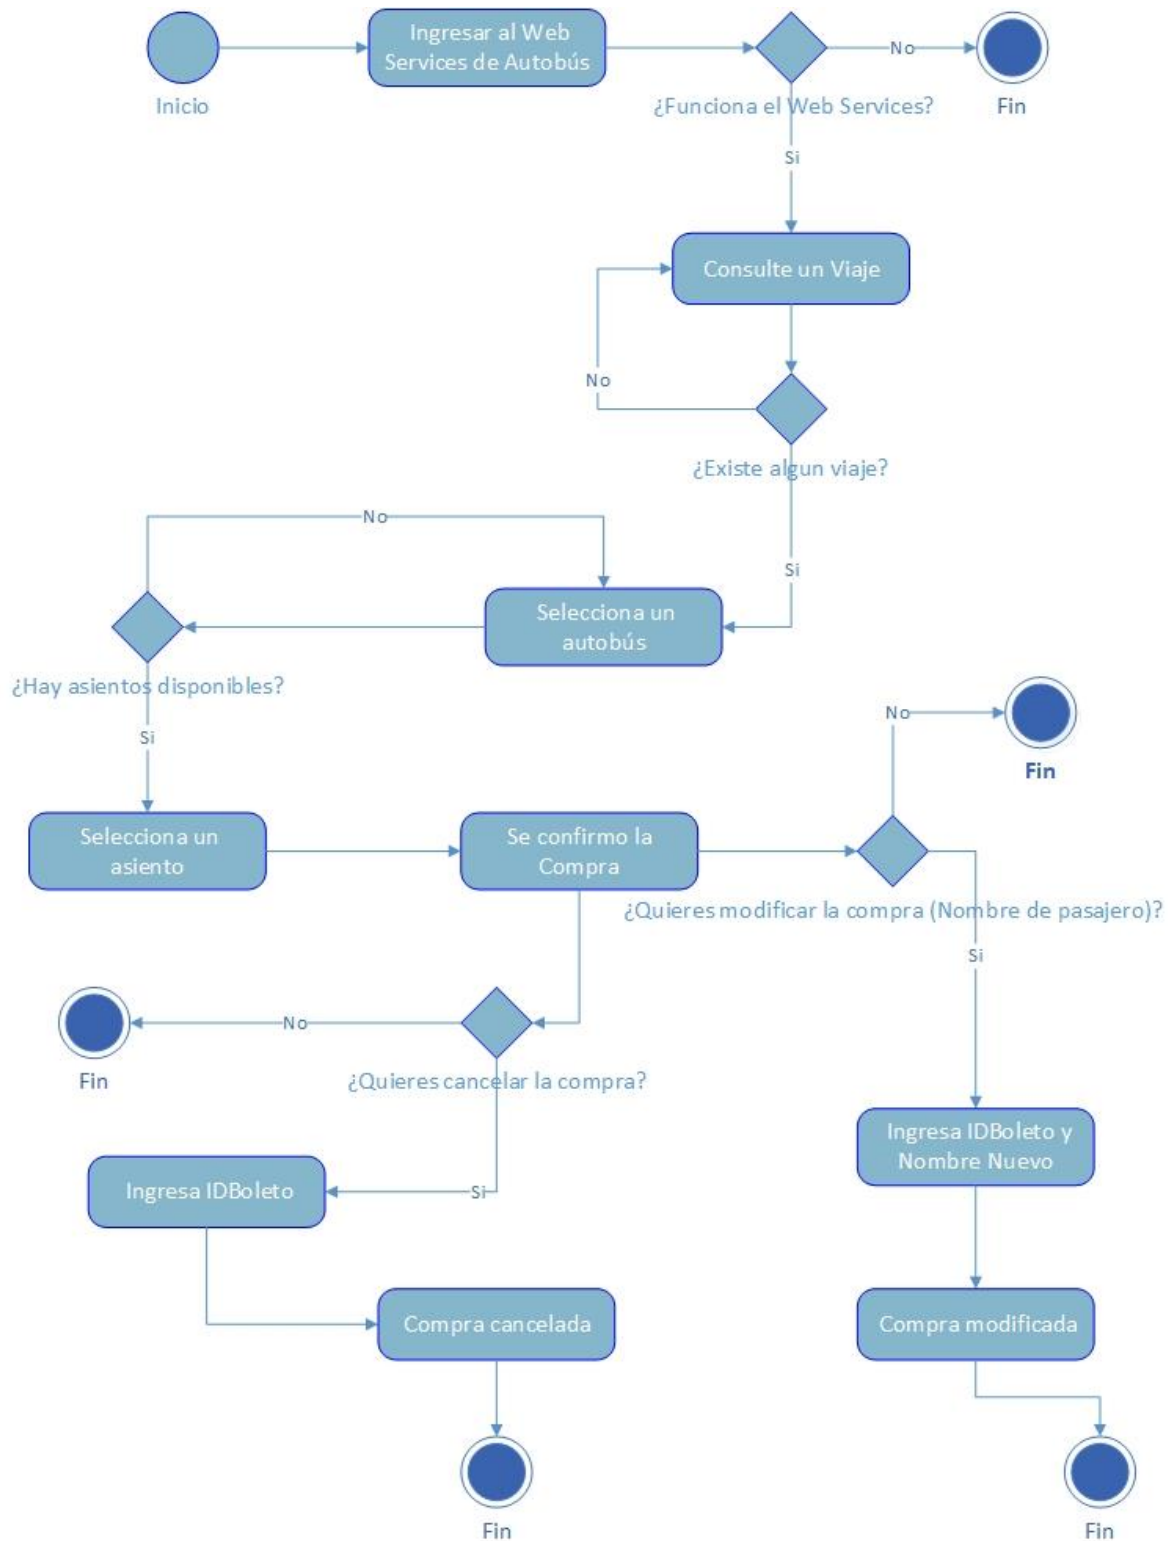 Ingresar al Web
Services de Autobús
No
Inicio
¿Funciona el Web Services?
Fin
Si
Consulte un Viaje
No
¿Existe algun viaje?
No
Si
Selecciona un
autobús
¿Hay asientos disponibles?
No
Si
Fin
Selecciona un
asiento
Se confirmo la
Compra
¿Quieres modificar la compra (Nombre de pasajero)?
Si
No
Fin
¿Quieres cancelar la compra?
Ingresa IDBoleto y
Nombre Nuevo
Ingresa IDBoleto
Si
Compra cancelada
Compra modificada
Fin
Fin